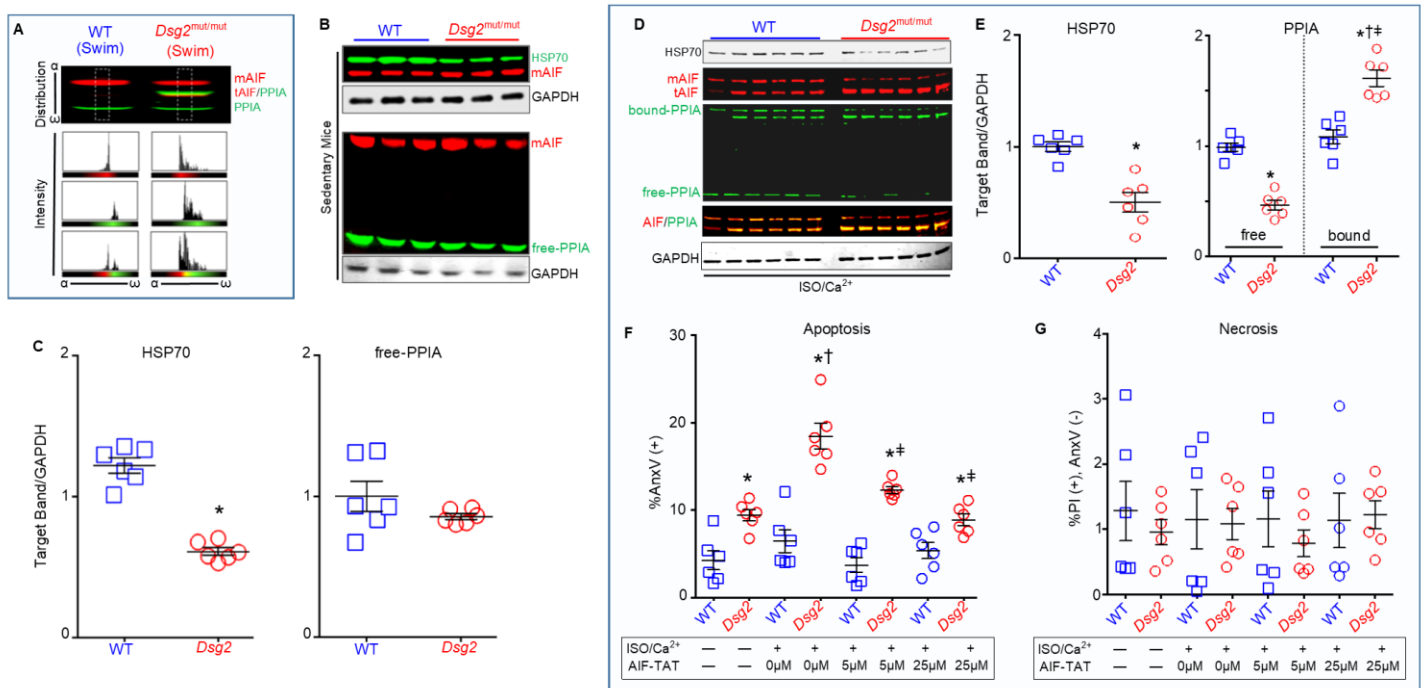 A
WT
(Swim)
Dsg2mut/mut
(Swim)
Distribution
α
ω
mAIF
tAIF/PPIA
PPIA
Intensity
α ω α ω
B
WT Dsg2mut/mut
Sedentary Mice
HSP70
mAIF
GAPDH
mAIF
free-PPIA
GAPDH
C
HSP70 free-PPIA
Target Band/GAPDH
2 2
1 1
0 0
WT Dsg2 WT Dsg2
D
WT Dsg2mut/mut
HSP70
mAIF
tAIF
bound-PPIA
free-PPIA
AIF/PPIA
GAPDH
ISO/Ca2+
E
HSP70 PPIA
Target Band/GAPDH
2 2
1 1
0 0
*
* *†‡
free bound
WT Dsg2 WT Dsg2 WT Dsg2
F
Apoptosis
%AnxV (+)
30
20
10
0
* *† *‡ *‡
WT Dsg2 WT Dsg2 WT Dsg2 WT Dsg2
ISO/Ca2+ — — + + + + + +
AIF-TAT — — 0µM 0µM 5µM 5µM 25µM 25µM
G
Necrosis
%PI (+), AnxV (-)
4
3
2
1
0
WT Dsg2 WT Dsg2 WT Dsg2 WT Dsg2
ISO/Ca2+ — — + + + + + +
AIF-TAT — — 0µM 0µM 5µM 5µM 25µM 25µM